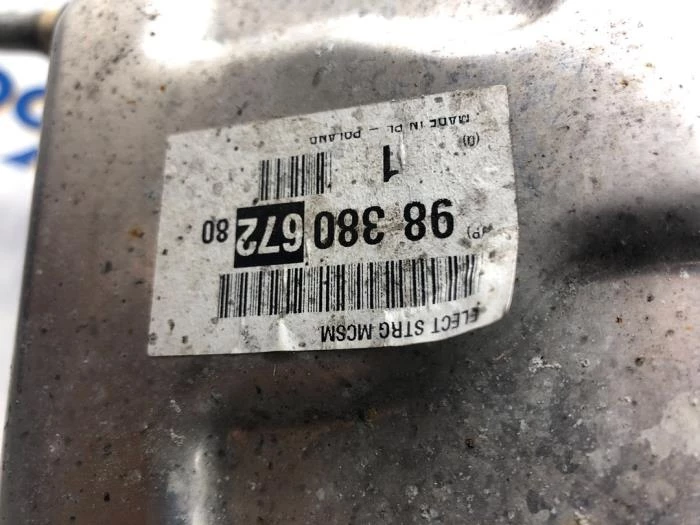 ELECT STRG MCSM
(P) 98 380 672 80
(Q) 1
MADE IN PL - POLAND